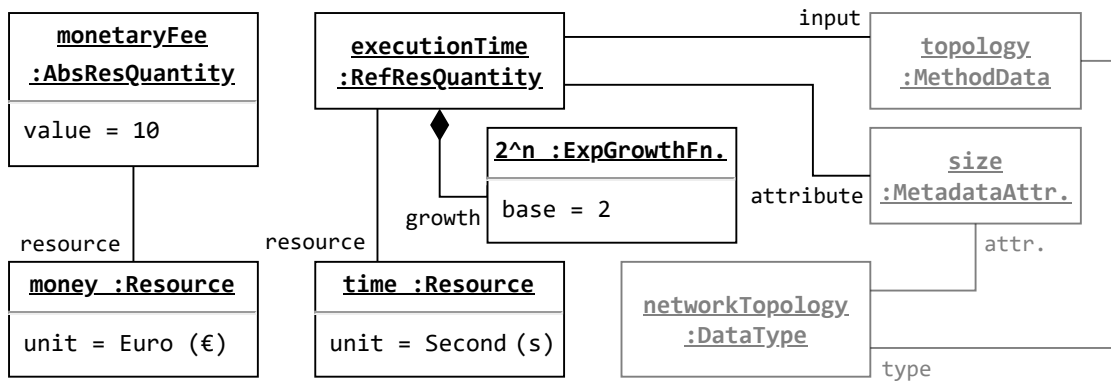 monetaryFee
:AbsResQuantity
value = 10
resource
money :Resource
unit = Euro (€)
executionTime
:RefResQuantity
2^n :ExpGrowthFn.
base = 2
growth
resource
time :Resource
unit = Second (s)
input
topology
:MethodData
attribute
size
:MetadataAttr.
attr.
networkTopology
:DataType
type